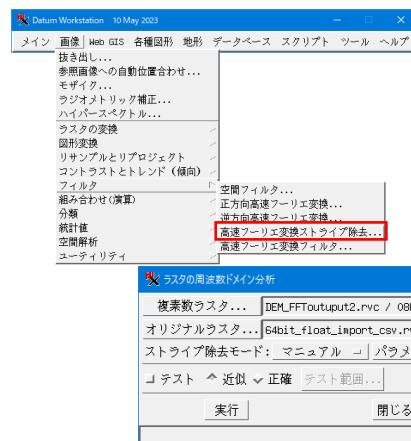 Datum Workstation 10 May 2023
メイン 画像 Web GIS 各種図形 地形 データベース スクリプト ツール ヘルプ
抜き出し...
参照画像への自動位置合わせ...
モザイク...
ラジオメトリック補正...
ハイパースペクトル...
ラスタの変換
図形変換
リサンプルとリプロジェクト
コントラストとトレンド（傾向）
フィルタ
組み合わせ(演算)
分類
統計値
空間解析
ユーティリティ
空間フィルタ...
正方向高速フーリエ変換...
逆方向高速フーリエ変換...
高速フーリエ変換ストライプ除去...
高速フーリエ変換フィルタ...
ラスタの周波数ドメイン分析
複素数ラスタ... DEM_FFToutuput2.rvc / OB
オリジナルラスタ... 64bit_float_import_csv.rv
ストライプ除去モード: マニュアル パラメ
テスト 近似 正確 テスト範囲...
実行 閉じる